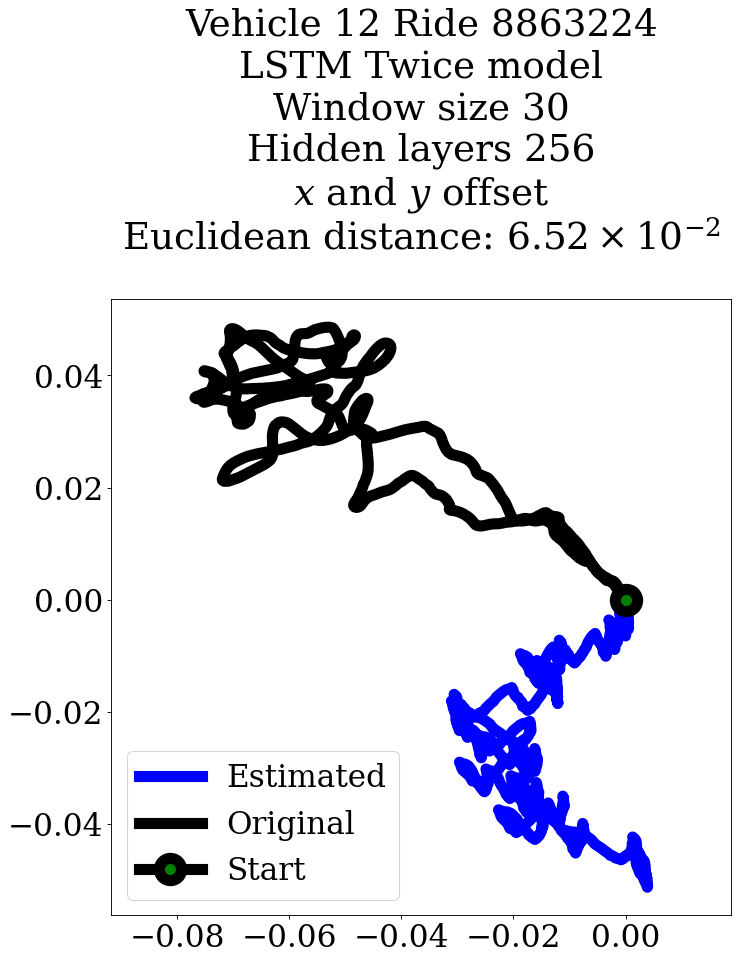 Vehicle 12 Ride 8863224
LSTM Twice model
Window size 30
Hidden layers 256
x and y offset
Euclidean distance: 6.52 × 10⁻²
0.04
0.02
0.00
−0.02
−0.04
Estimated
Original
Start
−0.08 −0.06 −0.04 −0.02 0.00